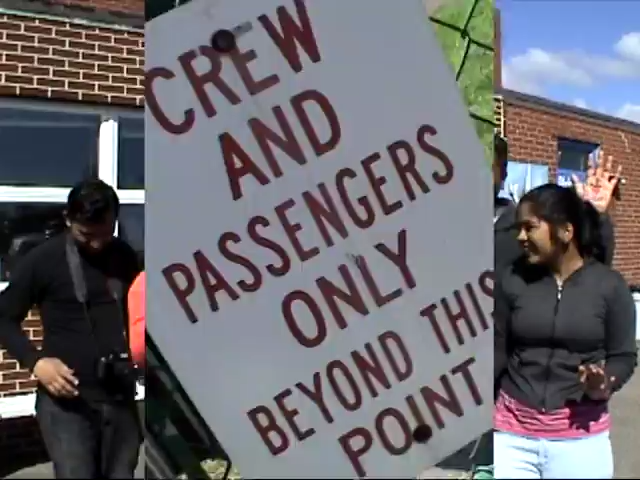 CREW
AND
PASSENGERS
ONLY
BEYOND THIS
POINT